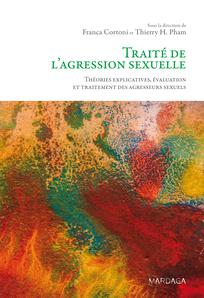 Sous la direction de
Franca Cortoni et Thierry H. Pham
TRAITÉ DE
L'AGRESSION SEXUELLE
THÉORIES EXPLICATIVES, ÉVALUATION
ET TRAITEMENT DES AGRESSEURS SEXUELS
MARDAGA